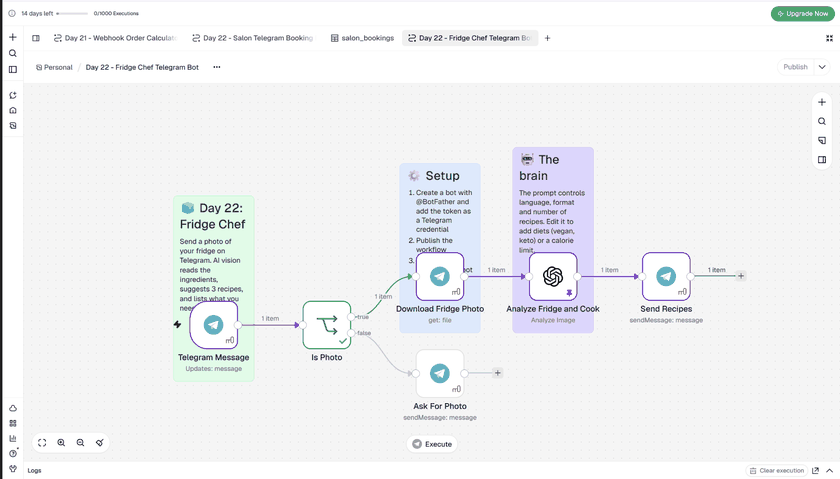 14 days left 0/1000 Executions Upgrade Now
Day 21 - Webhook Order Calculat Day 22 - Salon Telegram Booking salon_bookings Day 22 - Fridge Chef Telegram Bo +
Personal / Day 22 - Fridge Chef Telegram Bot ... Publish
Day 22:
Fridge Chef
Send a photo of
your fridge on
Telegram. AI vision
reads the
ingredients,
suggests 3 recipes,
and lists what you
Setup
1. Create a bot with
@BotFather and
add the token as
a Telegram
credential
2. Publish the
workflow
3.
bot
The
brain
The prompt controls
language, format
and number of
recipes. Edit it to
add diets (vegan,
keto) or a calorie
limit.
1 item
Telegram Message
Updates: message
true
false
Is Photo
1 item
Download Fridge Photo
get: file
1 item
Analyze Fridge and Cook
Analyze Image
1 item
Send Recipes
sendMessage: message
1 item
Ask For Photo
sendMessage: message
Execute
Logs Clear execution